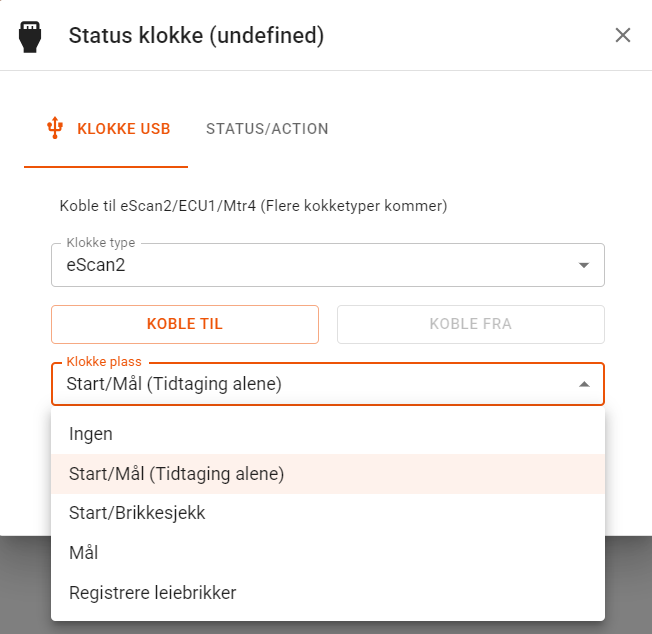 Status klokke (undefined)
KLOKKE USB
STATUS/ACTION
Koble til eScan2/ECU1/Mtr4 (Flere kokketyper kommer)
Klokke type
eScan2
KOBLE TIL
KOBLE FRA
Klokke plass
Start/Mål (Tidtaging alene)
Ingen
Start/Mål (Tidtaging alene)
Start/Brikkesjekk
Mål
Registrere leiebrikker